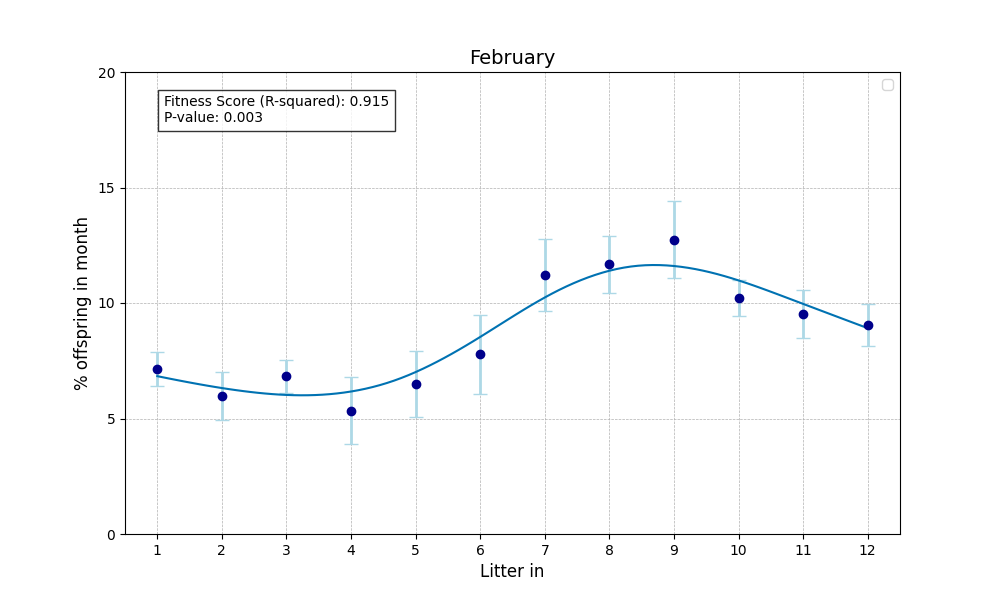 February
Fitness Score (R-squared): 0.915
P-value: 0.003
% offspring in month
20
15
10
5
0
1 2 3 4 5 6 7 8 9 10 11 12
Litter in